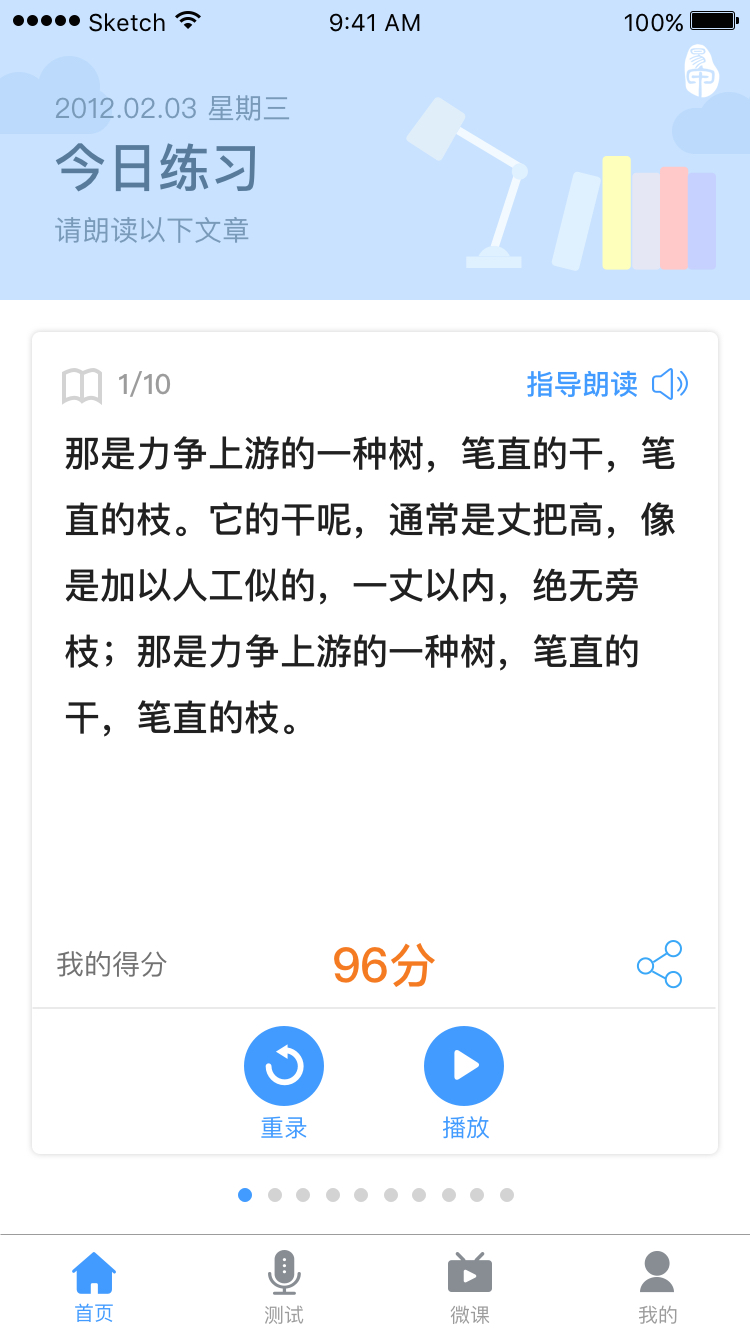 Sketch 9:41 AM 100%
易中
2012.02.03 星期三
今日练习
请朗读以下文章
1/10 指导朗读
那是力争上游的一种树，笔直的干，笔
直的枝。它的干呢，通常是丈把高，像
是加以人工似的，一丈以内，绝无旁
枝；那是力争上游的一种树，笔直的
干，笔直的枝。
我的得分 96分
重录 播放
首页 测试 微课 我的